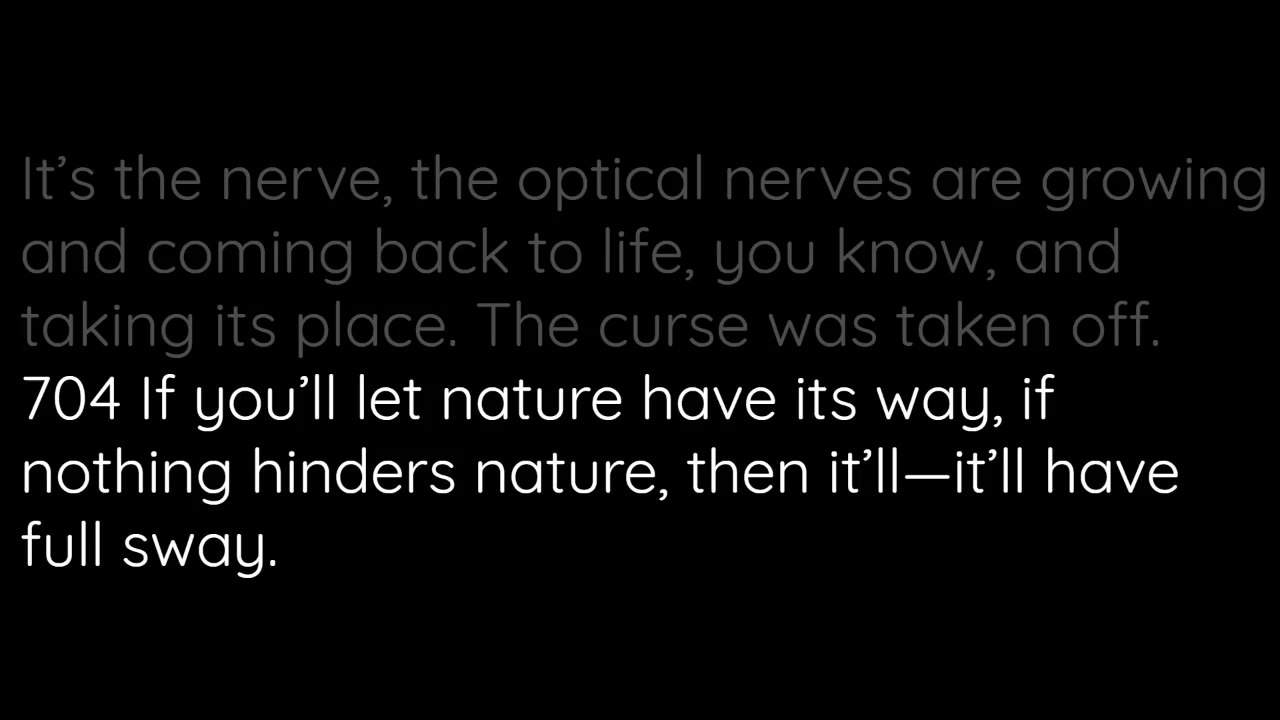 It’s the nerve, the optical nerves are growing
and coming back to life, you know, and
taking its place. The curse was taken off.
704 If you’ll let nature have its way, if
nothing hinders nature, then it’ll—it’ll have
full sway.